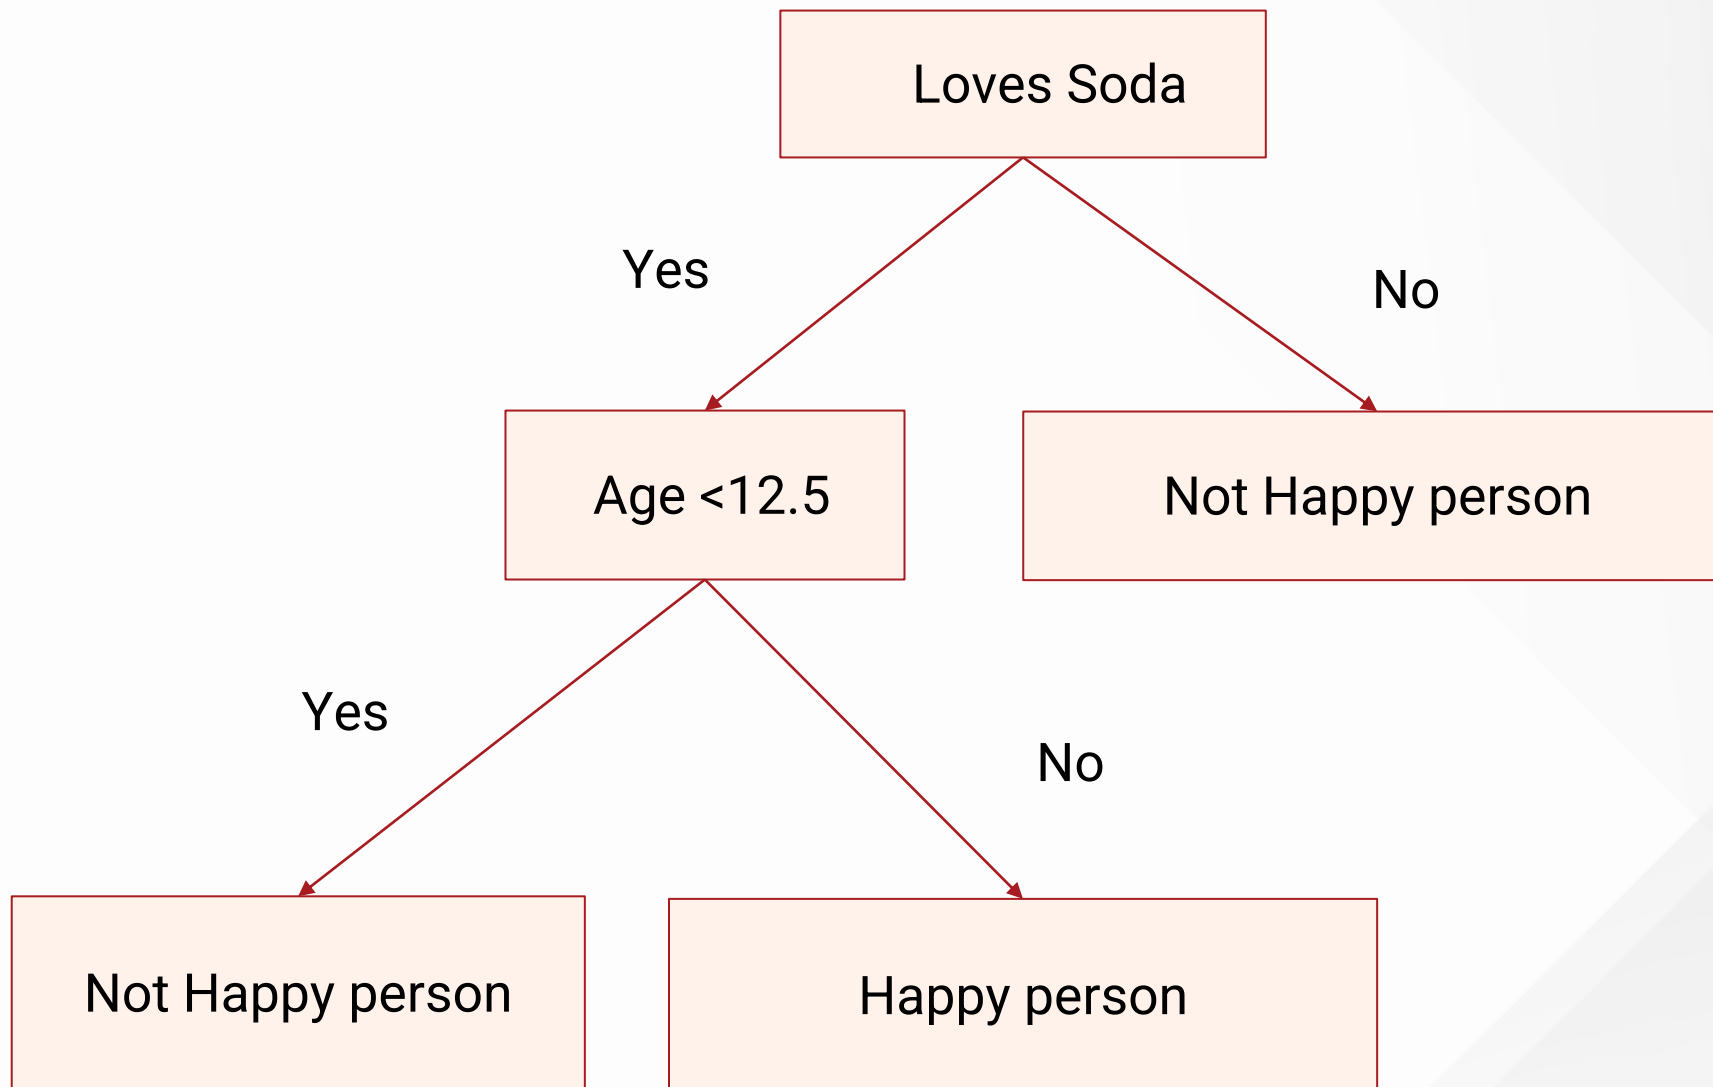 Loves Soda
Yes
No
Age <12.5
Not Happy person
Yes
No
Not Happy person
Happy person